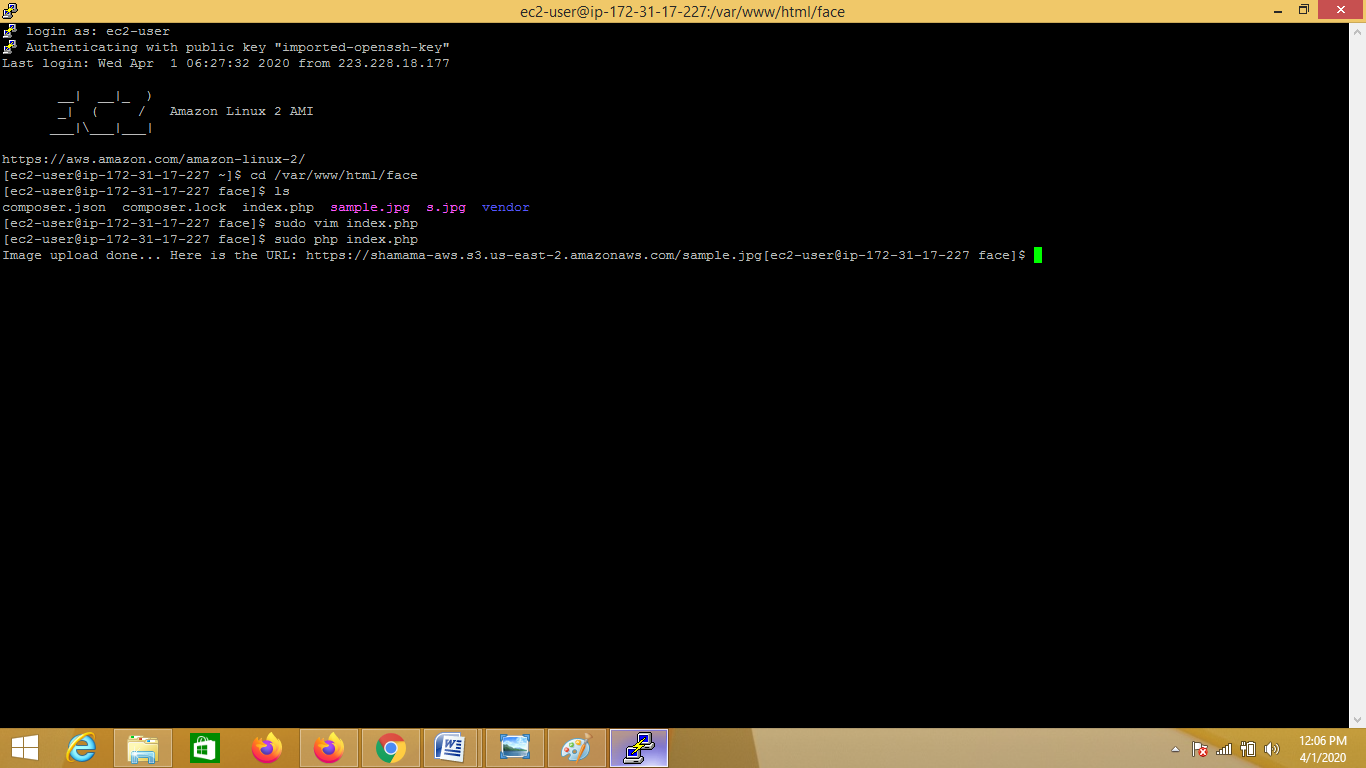 ec2-user@ip-172-31-17-227:/var/www/html/face
login as: ec2-user
Authenticating with public key "imported-openssh-key"
Last login: Wed Apr  1 06:27:32 2020 from 223.228.18.177
       __|  __|_  )
       _|  (     /   Amazon Linux 2 AMI
      ___|\___|___|
https://aws.amazon.com/amazon-linux-2/
[ec2-user@ip-172-31-17-227 ~]$ cd /var/www/html/face
[ec2-user@ip-172-31-17-227 face]$ ls
composer.json  composer.lock  index.php  sample.jpg  s.jpg  vendor
[ec2-user@ip-172-31-17-227 face]$ sudo vim index.php
[ec2-user@ip-172-31-17-227 face]$ sudo php index.php
Image upload done... Here is the URL: https://shamama-aws.s3.us-east-2.amazonaws.com/sample.jpg[ec2-user@ip-172-31-17-227 face]$
12:06 PM
4/1/2020